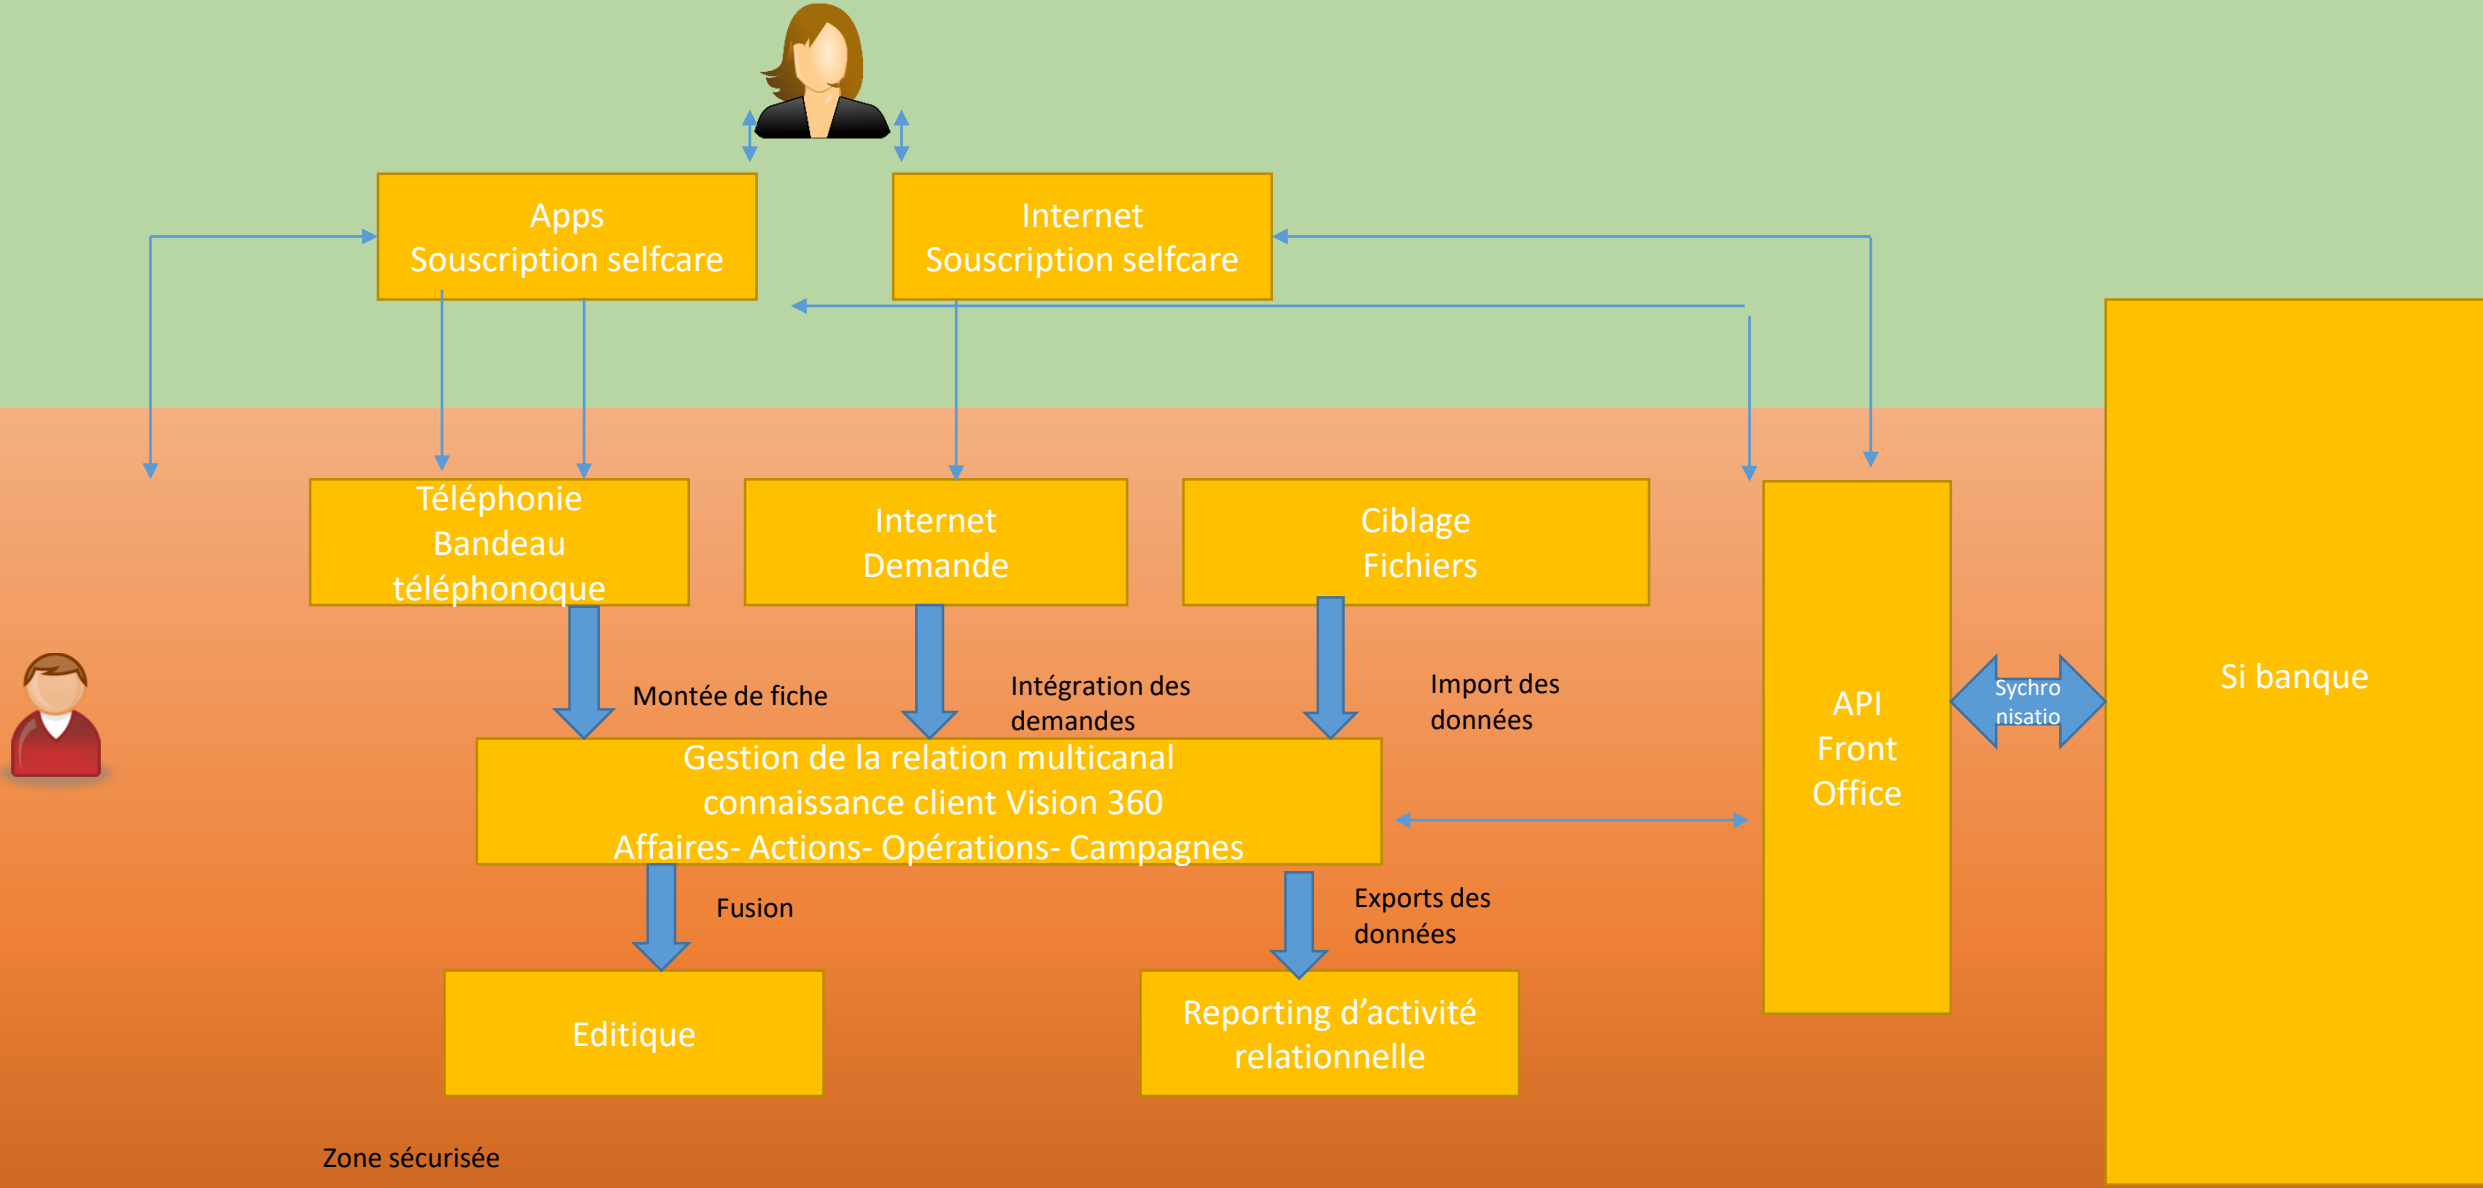 Apps
Souscription selfcare
Internet
Souscription selfcare
Téléphonie
Bandeau
téléphonoque
Internet
Demande
Ciblage
Fichiers
Montée de fiche
Intégration des
demandes
Import des
données
API
Front
Office
Sychro
nisatio
Si banque
Gestion de la relation multicanal
connaissance client Vision 360
Affaires- Actions- Opérations- Campagnes
Fusion
Exports des
données
Editique
Reporting d’activité
relationnelle
Zone sécurisée